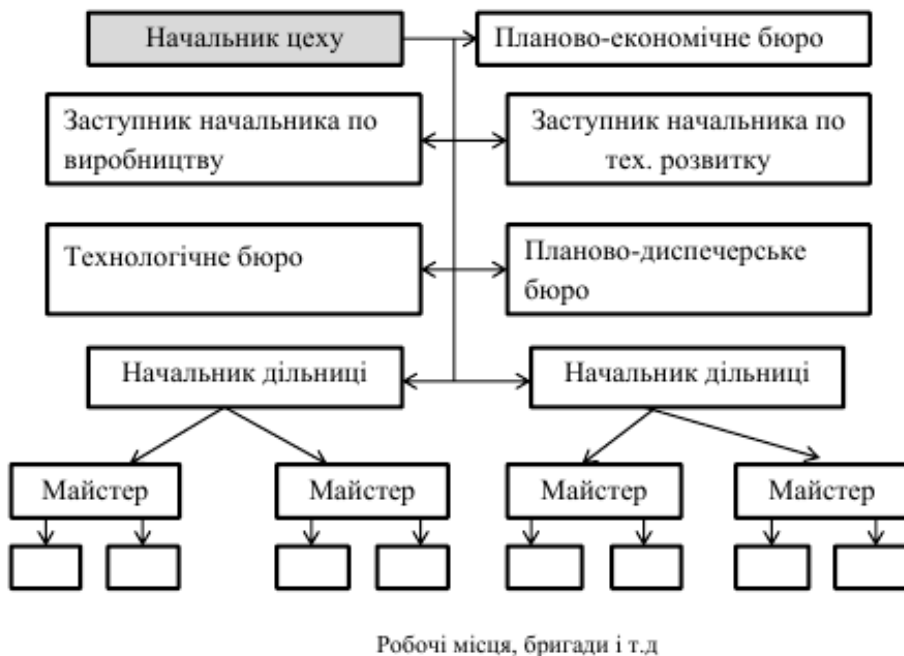 Начальник цеху
Планово-економічне бюро
Заступник начальника по
виробництву
Заступник начальника по
тех. розвитку
Технологічне бюро
Планово-диспечерське
бюро
Начальник дільниці
Начальник дільниці
Майстер
Майстер
Майстер
Майстер
Робочі місця, бригади і т.д